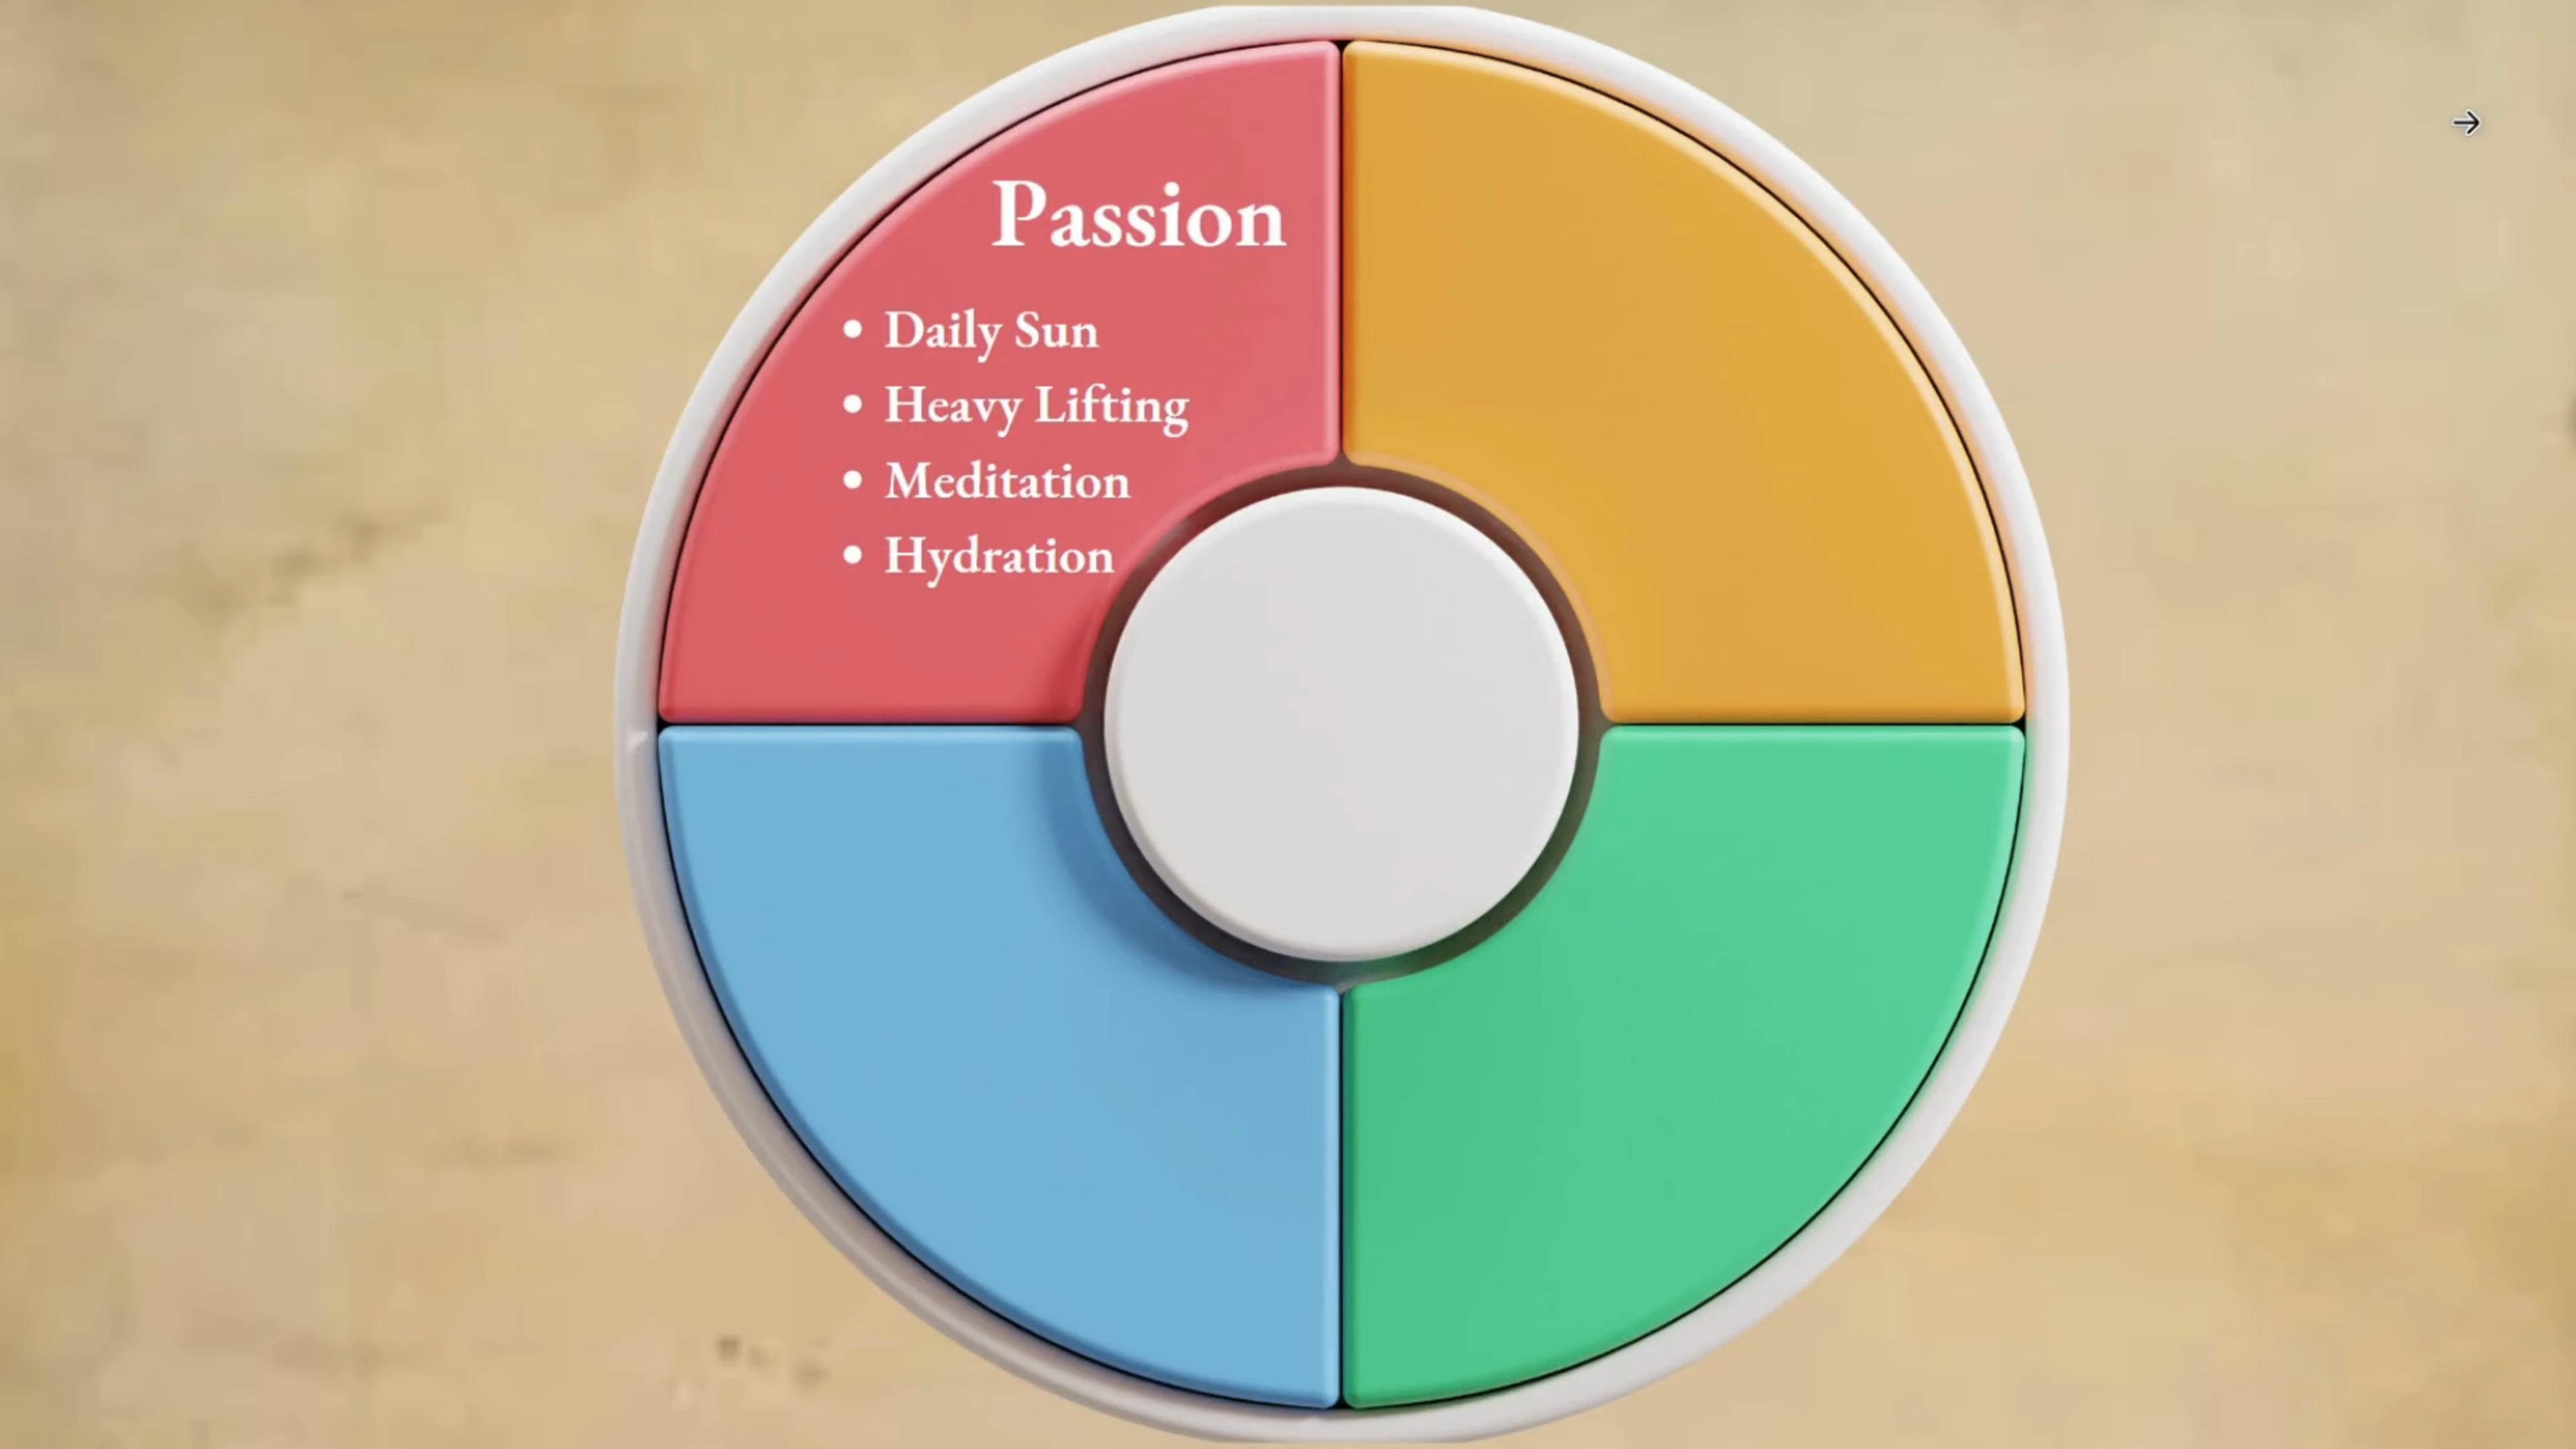 Passion
• Daily Sun
• Heavy Lifting
• Meditation
• Hydration